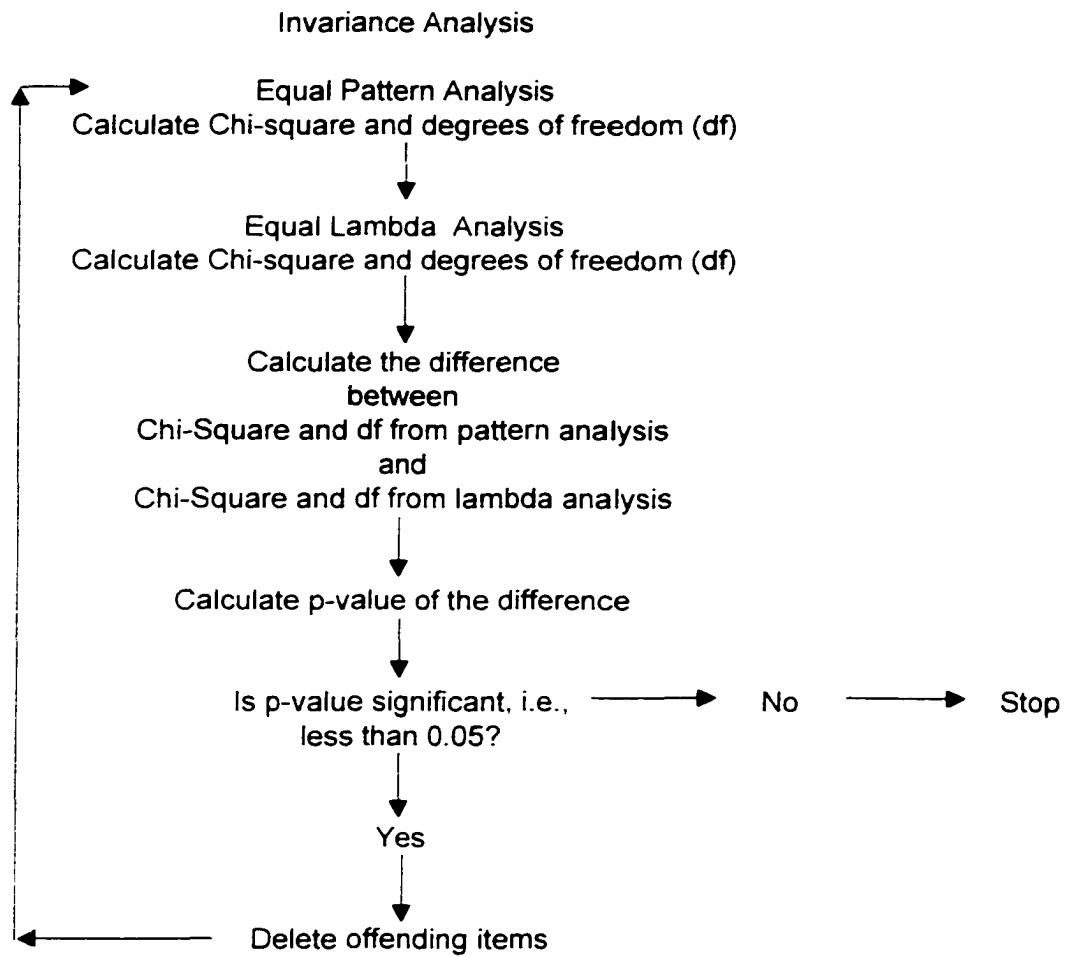 Invariance Analysis
Equal Pattern Analysis
Calculate Chi-square and degrees of freedom (df)
Equal Lambda Analysis
Calculate Chi-square and degrees of freedom (df)
Calculate the difference
between
Chi-Square and df from pattern analysis
and
Chi-Square and df from lambda analysis
Calculate p-value of the difference
Is p-value significant, i.e., No Stop
less than 0.05?
Yes
Delete offending items